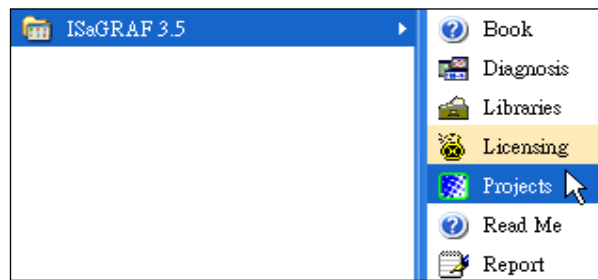 ISaGRAF 3.5
Book
Diagnosis
Libraries
Licensing
Projects
Read Me
Report